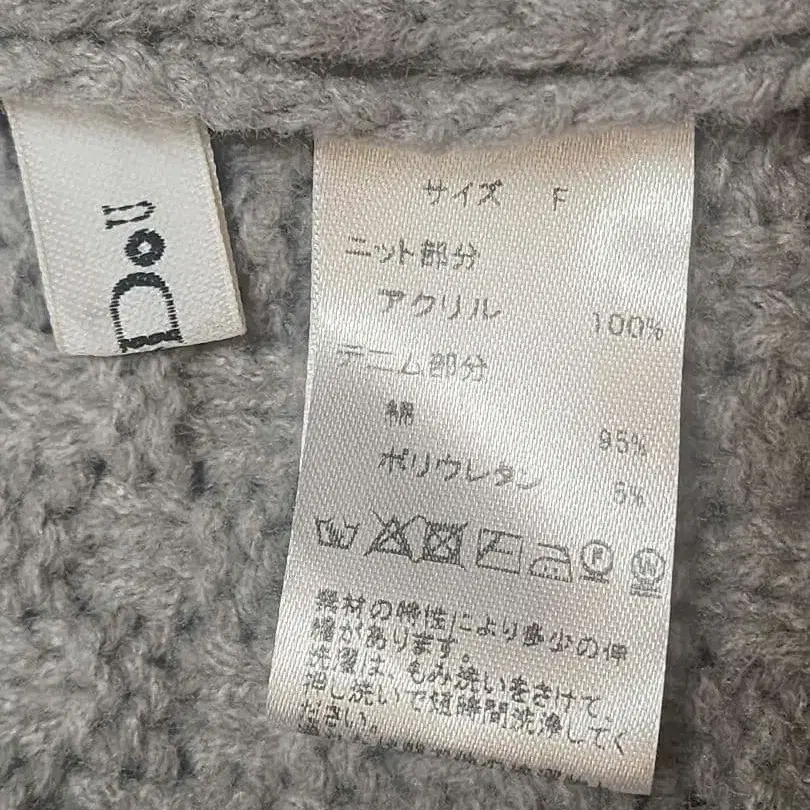 Do
サイズ F
ニット部分
アクリル 100%
デニム部分
綿 95%
ポリウレタン 5%
P W
素材の特性により多少の伸
縮があります。
洗濯は、もみ洗いをさけて、
押し洗いで短時間洗浄してく
ださい。